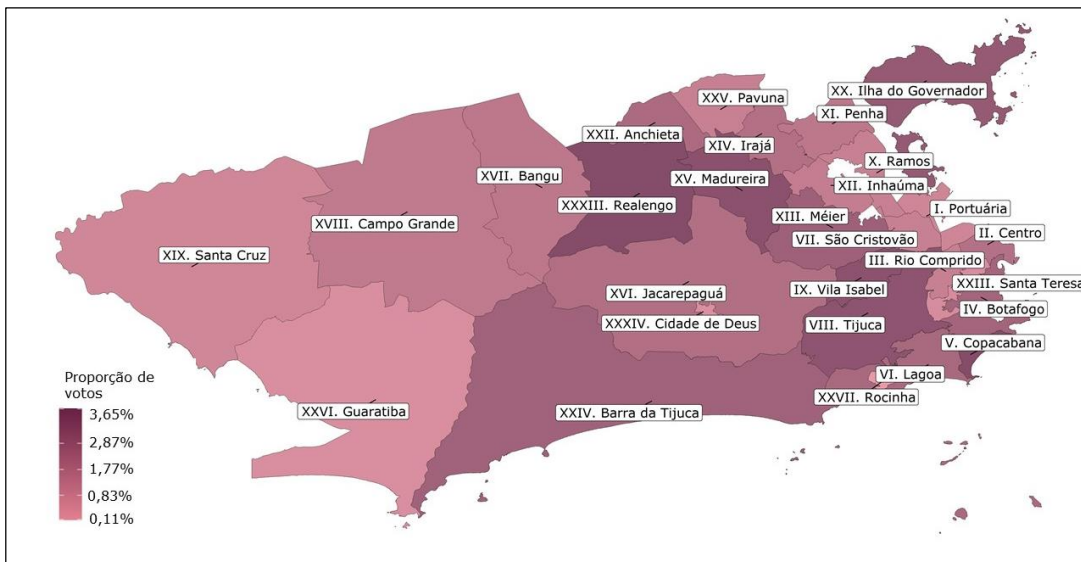 XX. Ilha do Governador
XXV. Pavuna
XI. Penha
XXII. Anchieta
XIV. Irajá
X. Ramos
XVII. Bangu
XV. Madureira
XII. Inhaúma
XXXIII. Realengo
I. Portuária
XIII. Méier
XVIII. Campo Grande
II. Centro
VII. São Cristovão
XIX. Santa Cruz
III. Rio Comprido
XXIII. Santa Teresa
XVI. Jacarepaguá
IX. Vila Isabel
IV. Botafogo
XXXIV. Cidade de Deus
VIII. Tijuca
V. Copacabana
VI. Lagoa
XXVII. Rocinha
XXVI. Guaratiba
XXIV. Barra da Tijuca
Proporção de
votos
3,65%
2,87%
1,77%
0,83%
0,11%